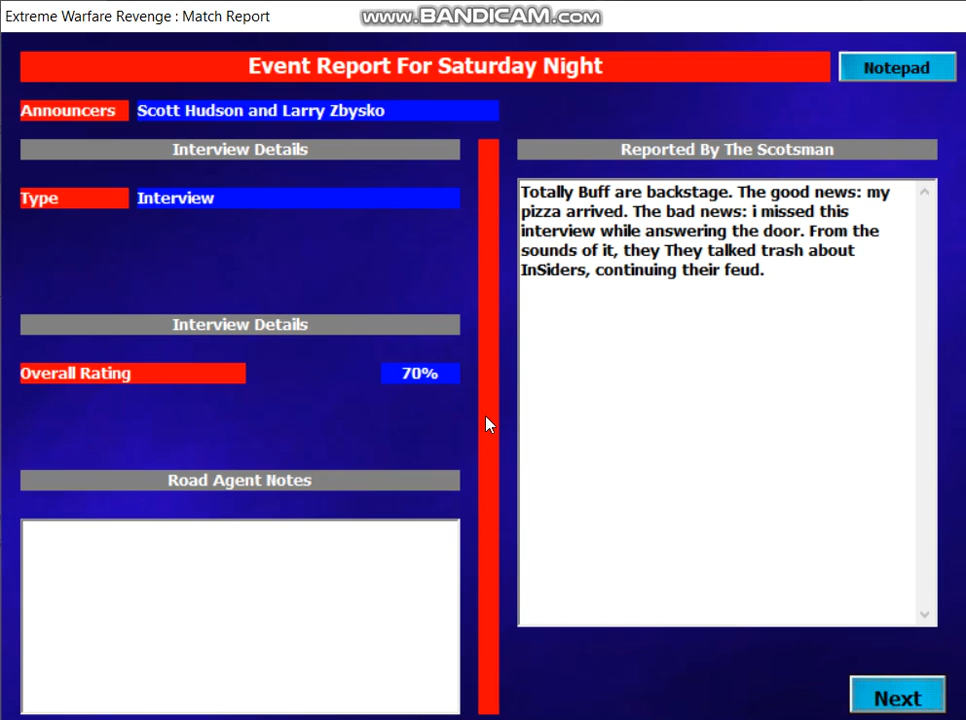 Extreme Warfare Revenge : Match Report
www.BANDICAM.com
Event Report For Saturday Night
Notepad
Announcers
Scott Hudson and Larry Zbysko
Interview Details
Type
Interview
Interview Details
Overall Rating
70%
Road Agent Notes
Reported By The Scotsman
Totally Buff are backstage. The good news: my
pizza arrived. The bad news: i missed this
interview while answering the door. From the
sounds of it, they They talked trash about
InSiders, continuing their feud.
Next